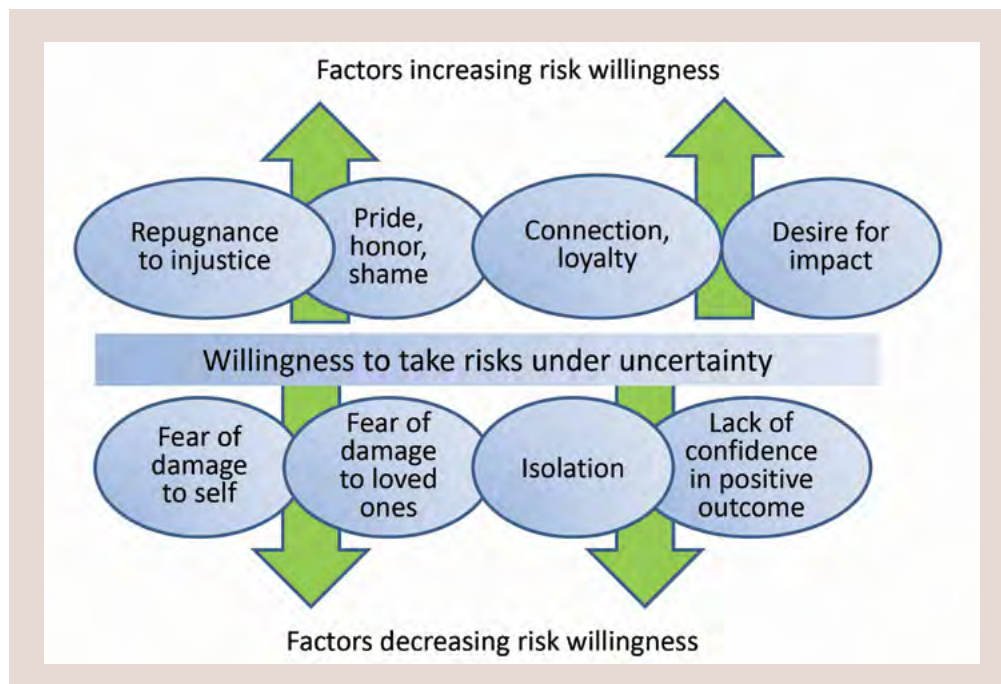 Factors increasing risk willingness
Repugnance
to injustice
Pride,
honor,
shame
Connection,
loyalty
Desire for
impact
Willingness to take risks under uncertainty
Fear of
damage
to self
Fear of
damage
to loved
ones
Isolation
Lack of
confidence
in positive
outcome
Factors decreasing risk willingness